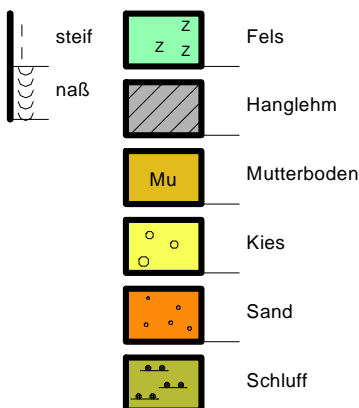 steif
naß
Z
Z
Z
Fels
Hanglehm
Mu
Mutterboden
Kies
Sand
Schluff